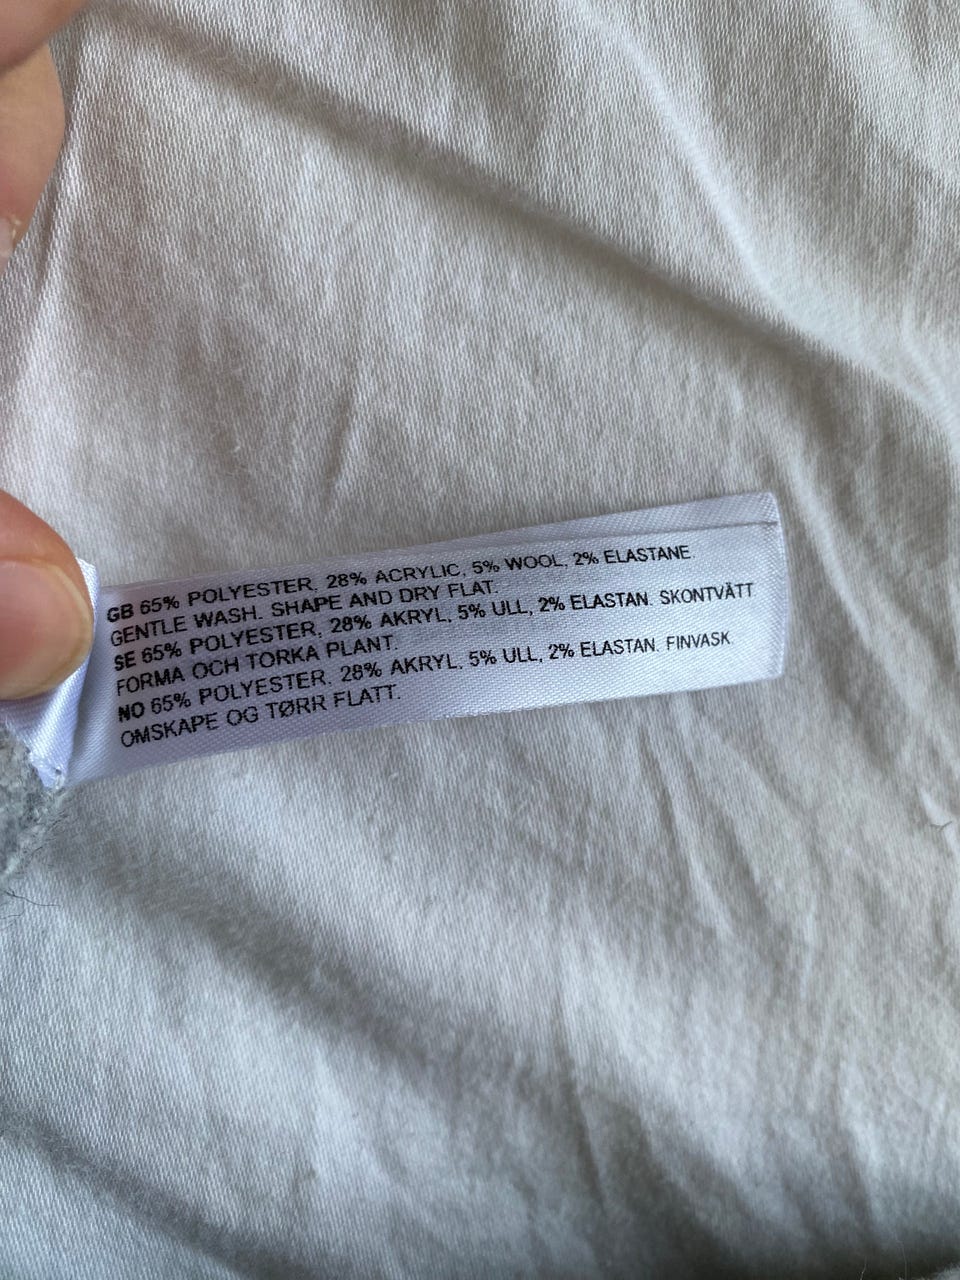 GB 65% POLYESTER, 28% ACRYLIC, 5% WOOL, 2% ELASTANE
GENTLE WASH. SHAPE AND DRY FLAT.
SE 65% POLYESTER, 28% AKRYL, 5% ULL, 2% ELASTAN. SKONTVÄTT
FORMA OCH TORKA PLANT.
NO 65% POLYESTER, 28% AKRYL, 5% ULL, 2% ELASTAN. FINVASK
OMSKAPE OG TØRR FLATT.